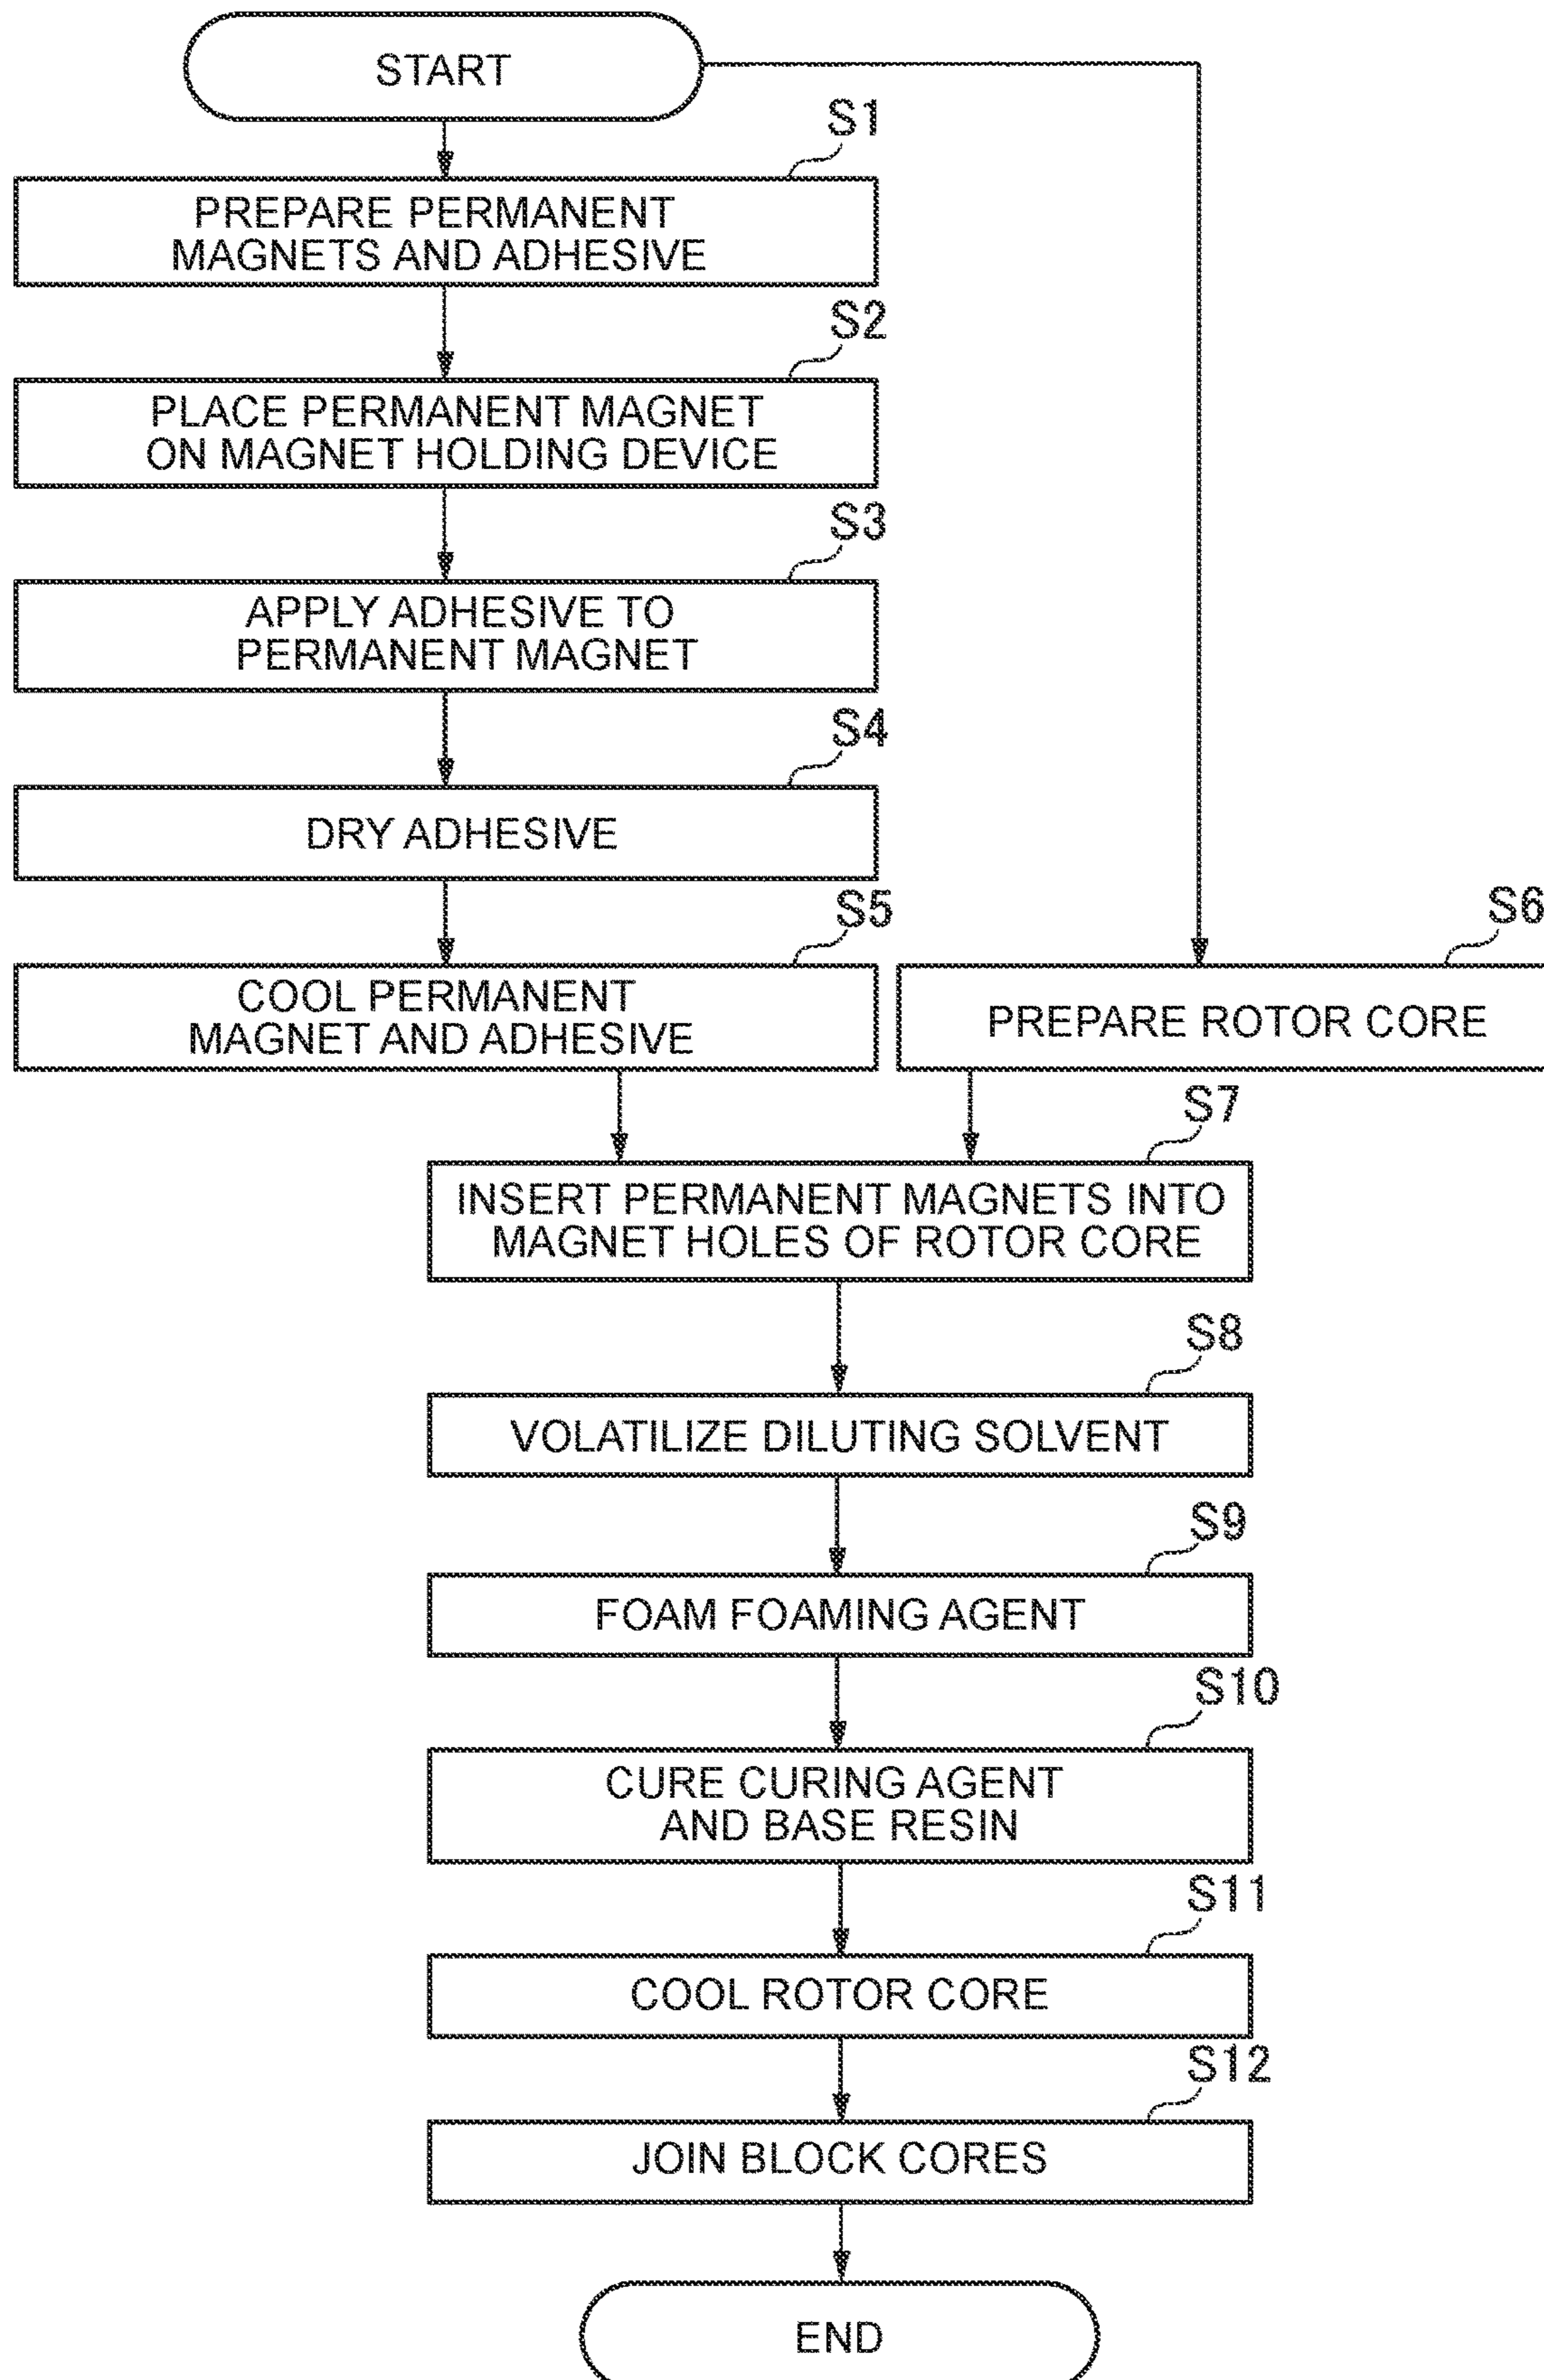 START
S1
PREPARE PERMANENT
MAGNETS AND ADHESIVE
S2
PLACE PERMANENT MAGNET
ON MAGNET HOLDING DEVICE
S3
APPLY ADHESIVE TO
PERMANENT MAGNET
S4
DRY ADHESIVE
S5
COOL PERMANENT
MAGNET AND ADHESIVE
S6
PREPARE ROTOR CORE
S7
INSERT PERMANENT MAGNETS INTO
MAGNET HOLES OF ROTOR CORE
S8
VOLATILIZE DILUTING SOLVENT
S9
FOAM FOAMING AGENT
S10
CURE CURING AGENT
AND BASE RESIN
S11
COOL ROTOR CORE
S12
JOIN BLOCK CORES
END